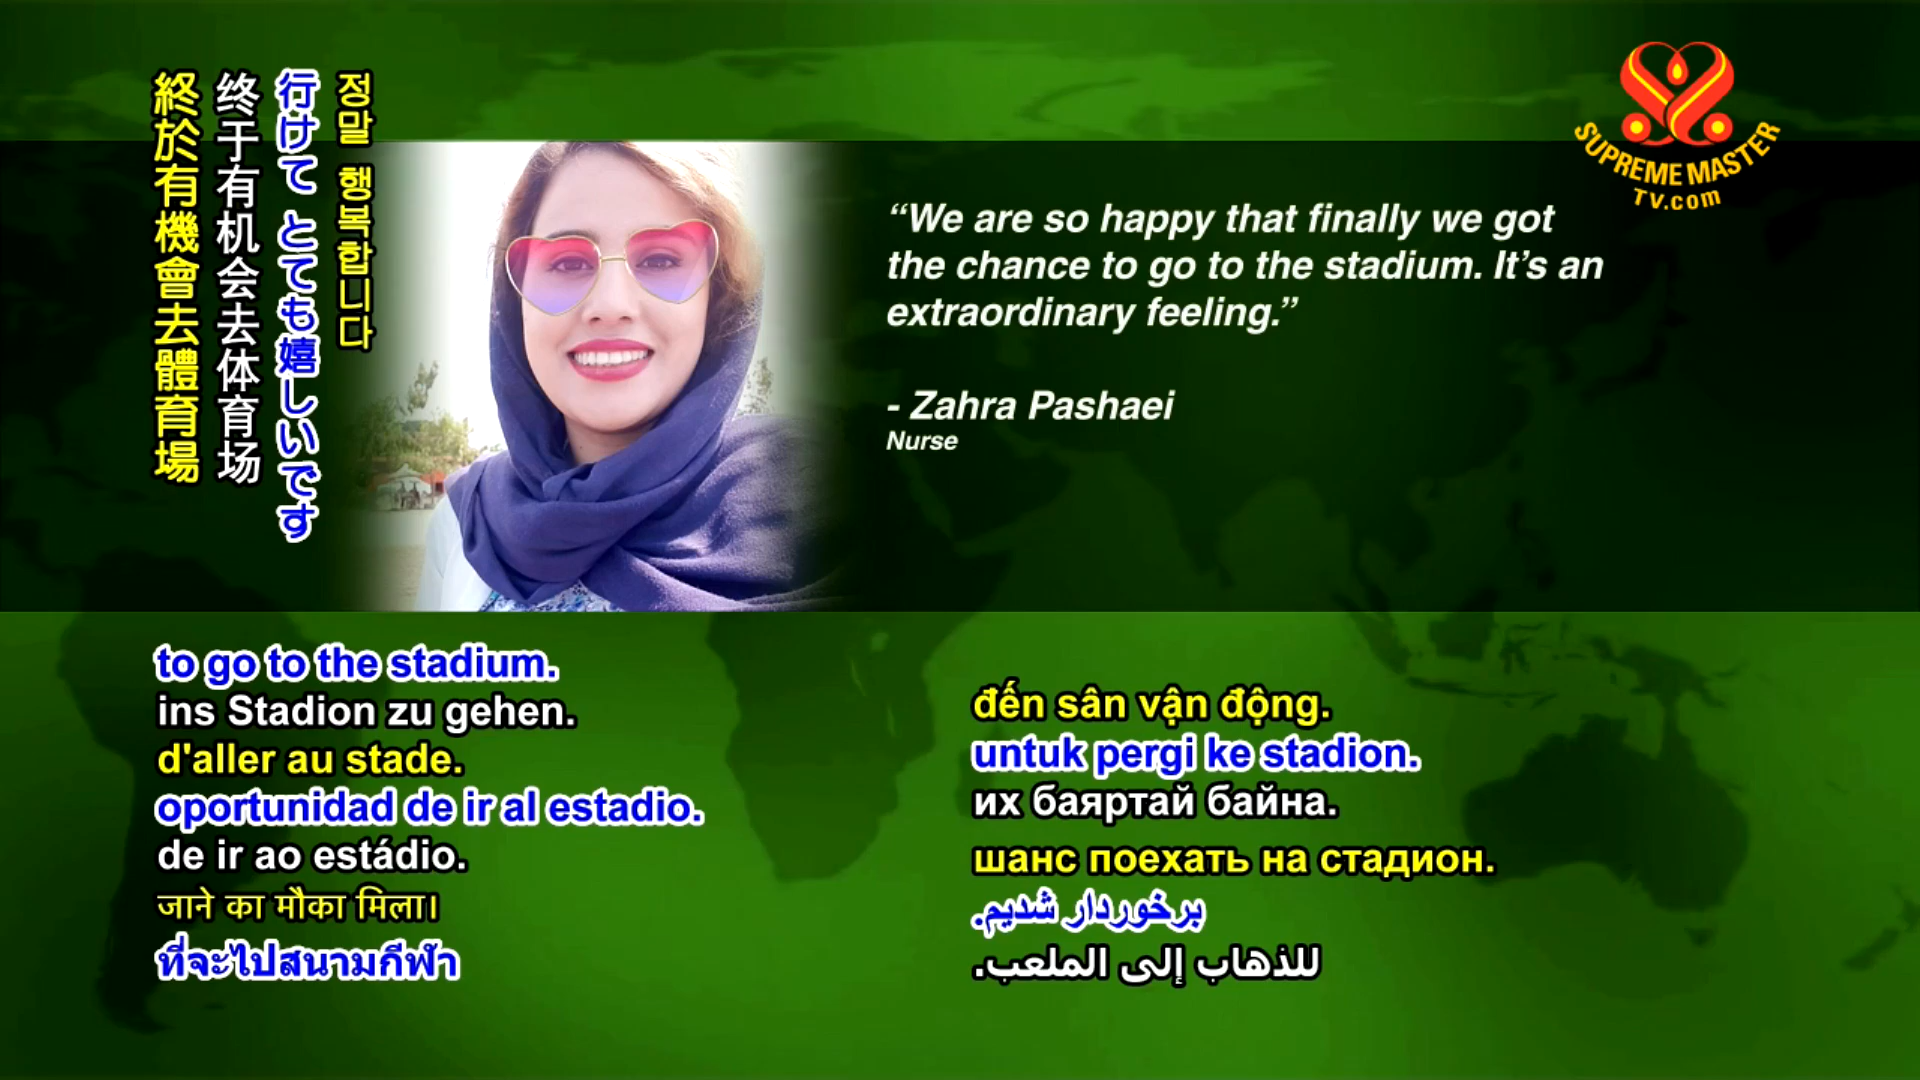 終於有機會去體育場
终于有机会去体育场
行けて とても嬉しいです
정말 행복합니다
SUPREME MASTER
TV.com
“We are so happy that finally we got
the chance to go to the stadium. It’s an
extraordinary feeling.”
- Zahra Pashaei
Nurse
to go to the stadium.
ins Stadion zu gehen.
d'aller au stade.
oportunidad de ir al estadio.
de ir ao estádio.
जाने का मौका मिला।
ที่จะไปสนามกีฬา
đến sân vận động.
untuk pergi ke stadion.
их баяртай байна.
шанс поехать на стадион.
برخوردار شدیم.
للذهاب إلى الملعب.